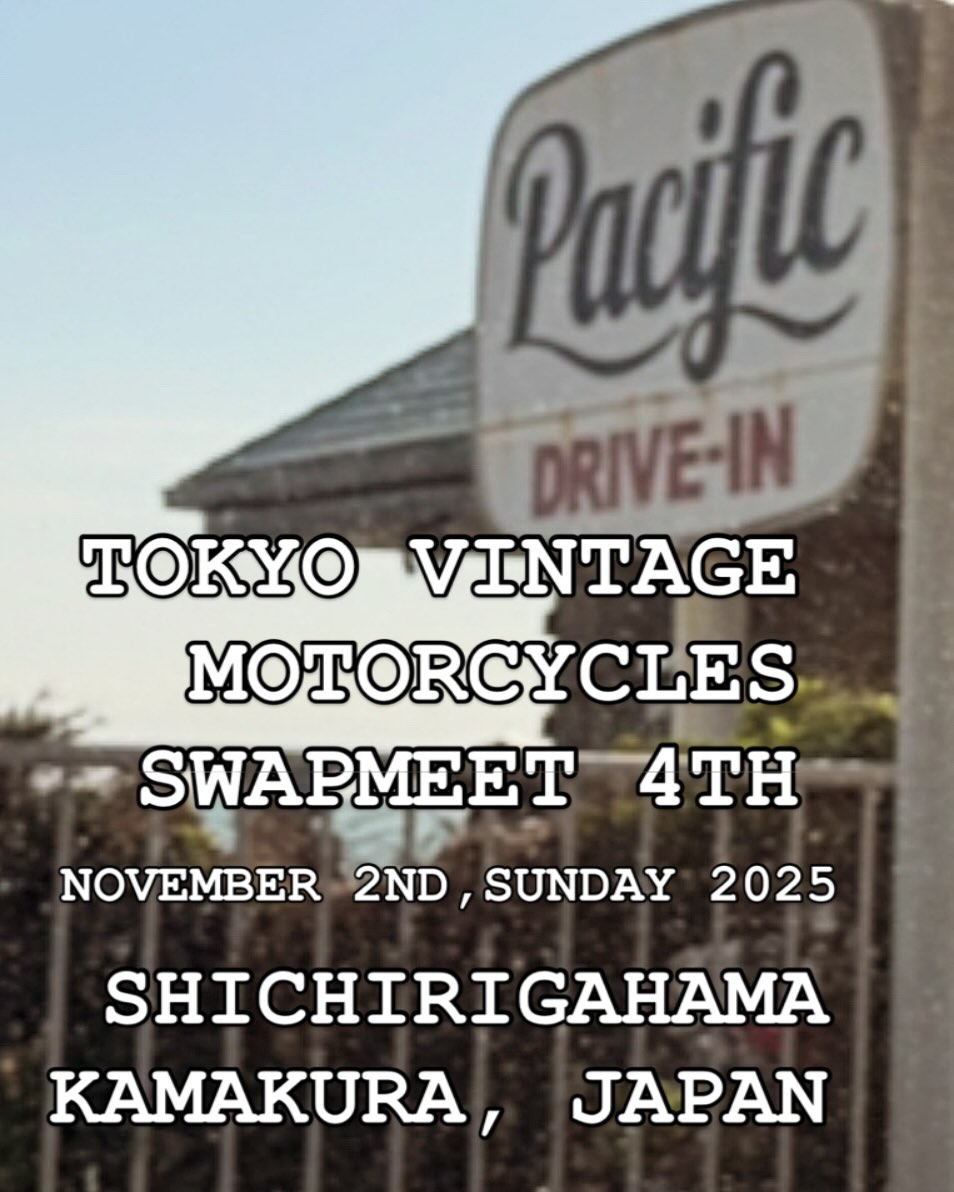 Pacific
DRIVE-IN
TOKYO VINTAGE
MOTORCYCLES
SWAPMEET 4TH
NOVEMBER 2ND,SUNDAY 2025
SHICHIRIGAHAMA
KAMAKURA, JAPAN